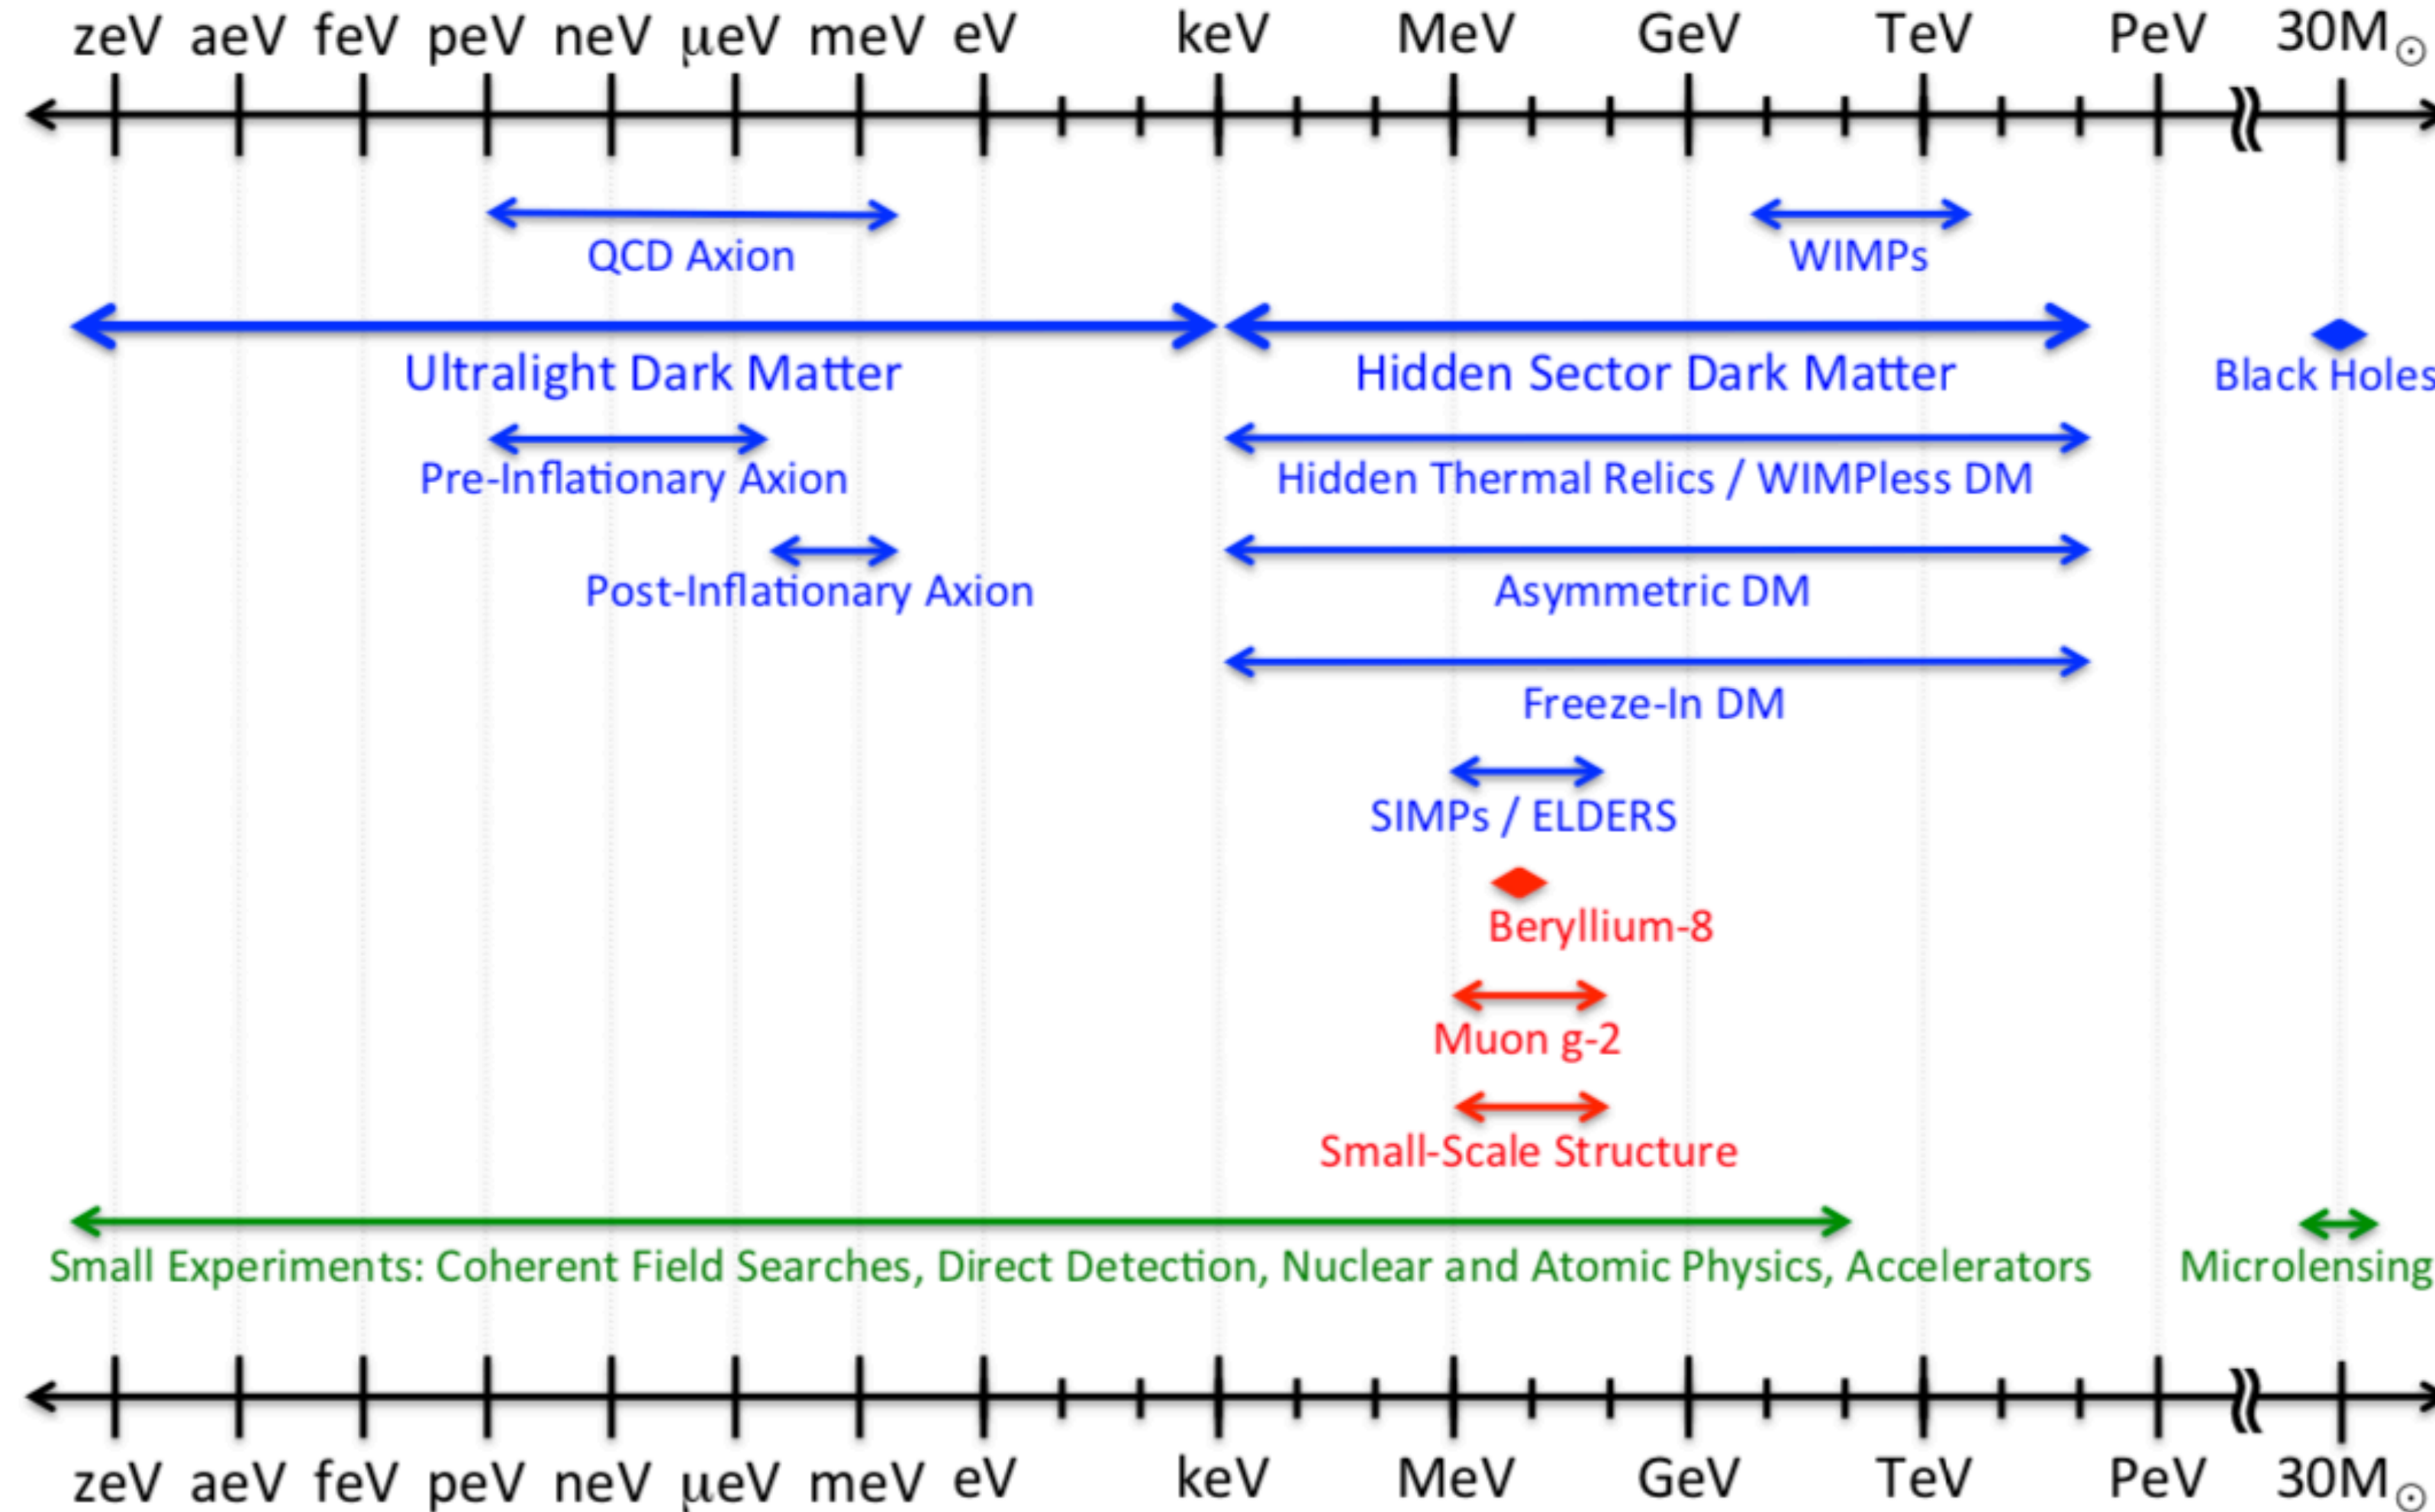 zeV aeV feV peV neV μeV meV eV keV MeV GeV TeV PeV 30M⊙
QCD Axion WIMPs
Ultralight Dark Matter Hidden Sector Dark Matter Black Holes
Pre-Inflationary Axion Hidden Thermal Relics / WIMPless DM
Post-Inflationary Axion Asymmetric DM
Freeze-In DM
SIMPs / ELDERS
Beryllium-8
Muon g-2
Small-Scale Structure
Small Experiments: Coherent Field Searches, Direct Detection, Nuclear and Atomic Physics, Accelerators Microlensing
zeV aeV feV peV neV μeV meV eV keV MeV GeV TeV PeV 30M⊙